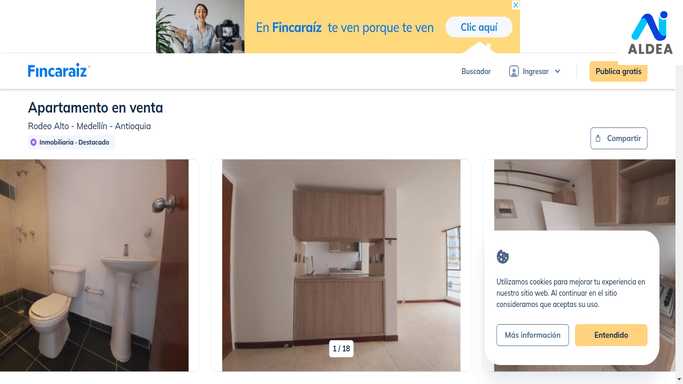 En Fincaraíz te ven porque te ven
Clic aquí
ALDEA
Fincaraiz
Buscador
Ingresar
Publica gratis
Apartamento en venta
Rodeo Alto - Medellín - Antioquia
Inmobiliaria · Destacado
Compartir
1 / 18
Utilizamos cookies para mejorar tu experiencia en
nuestro sitio web. Al continuar en el sitio
consideramos que aceptas su uso.
Más información
Entendido